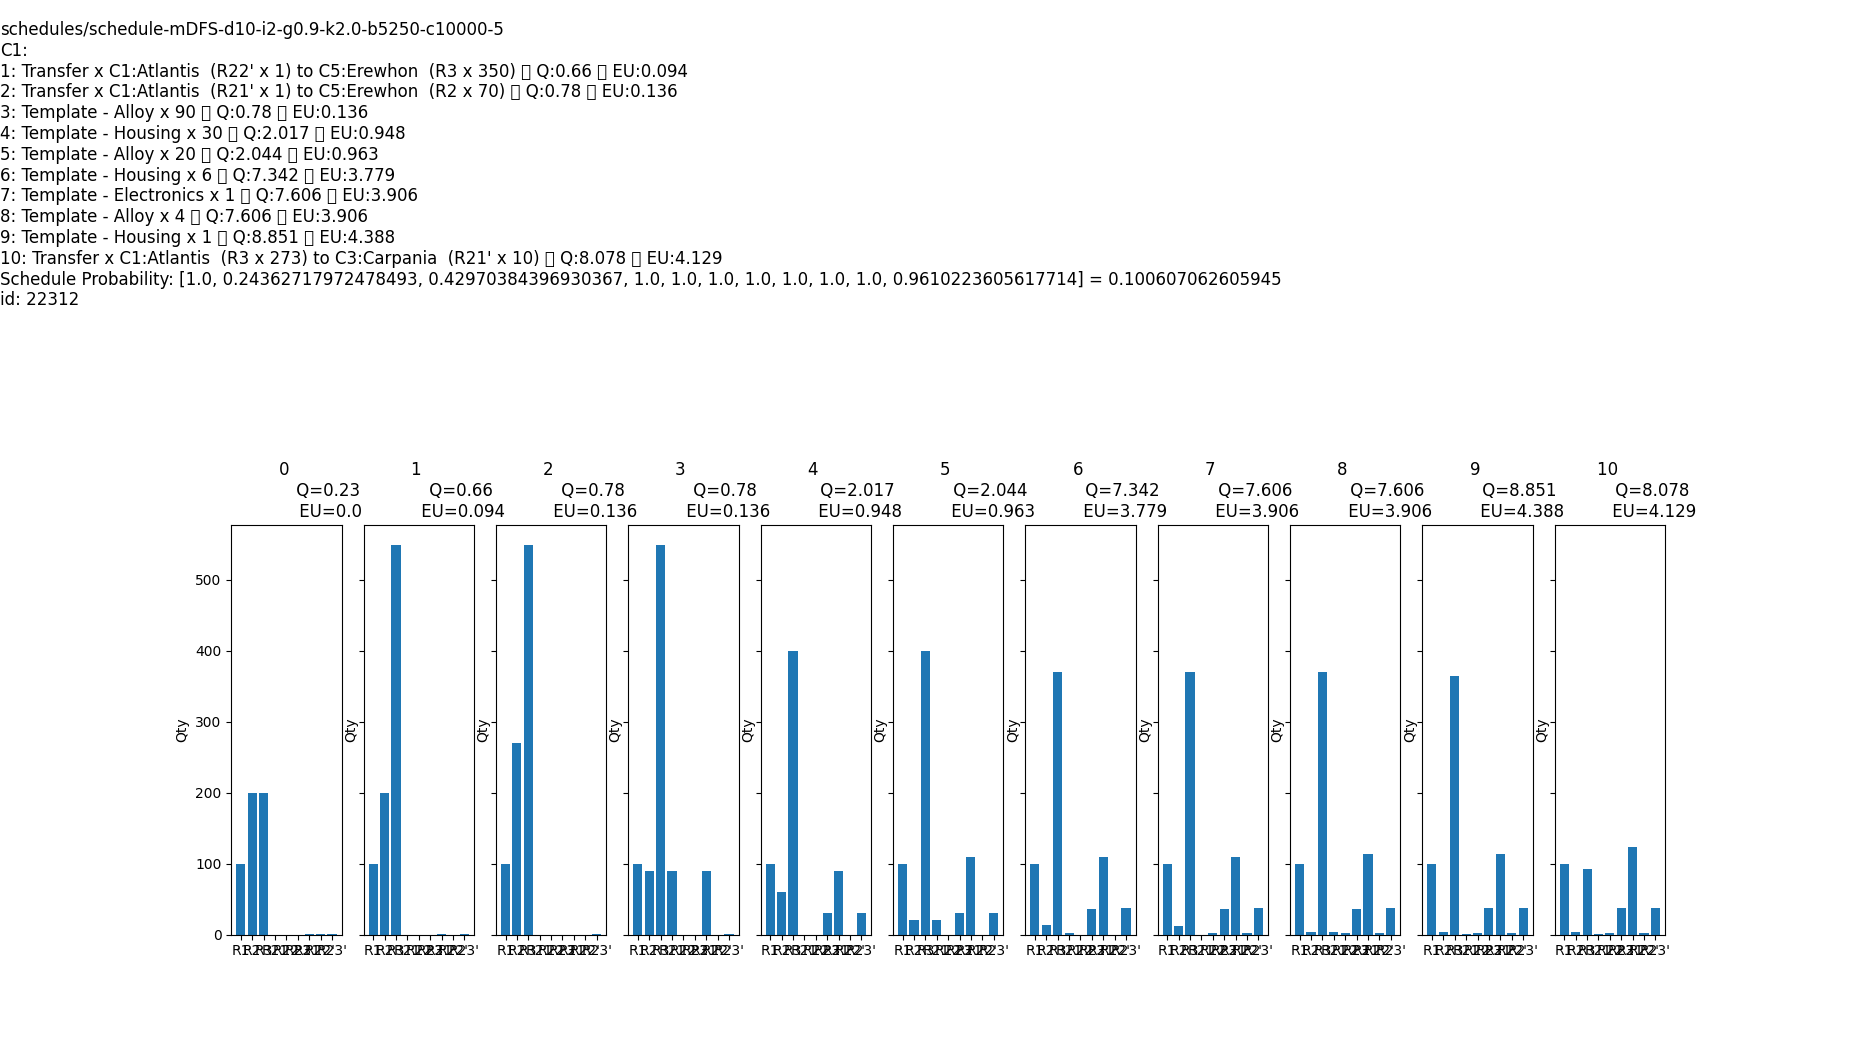 schedules/schedule-mDFS-d10-i2-g0.9-k2.0-b5250-c10000-5
C1:
1: Transfer x C1:Atlantis  (R22' x 1) to C5:Erewhon  (R3 x 350) ▯ Q:0.66 ▯ EU:0.094
2: Transfer x C1:Atlantis  (R21' x 1) to C5:Erewhon  (R2 x 70) ▯ Q:0.78 ▯ EU:0.136
3: Template - Alloy x 90 ▯ Q:0.78 ▯ EU:0.136
4: Template - Housing x 30 ▯ Q:2.017 ▯ EU:0.948
5: Template - Alloy x 20 ▯ Q:2.044 ▯ EU:0.963
6: Template - Housing x 6 ▯ Q:7.342 ▯ EU:3.779
7: Template - Electronics x 1 ▯ Q:7.606 ▯ EU:3.906
8: Template - Alloy x 4 ▯ Q:7.606 ▯ EU:3.906
9: Template - Housing x 1 ▯ Q:8.851 ▯ EU:4.388
10: Transfer x C1:Atlantis  (R3 x 273) to C3:Carpania  (R21' x 10) ▯ Q:8.078 ▯ EU:4.129
Schedule Probability: [1.0, 0.24362717972478493, 0.42970384396930367, 1.0, 1.0, 1.0, 1.0, 1.0, 1.0, 0.9610223605617714] = 0.100607062605945
id: 22312
0 1 2 3 4 5 6 7 8 9 10
Q=0.23 Q=0.66 Q=0.78 Q=0.78 Q=2.017 Q=2.044 Q=7.342 Q=7.606 Q=7.606 Q=8.851 Q=8.078
EU=0.0 EU=0.094 EU=0.136 EU=0.136 EU=0.948 EU=0.963 EU=3.779 EU=3.906 EU=3.906 EU=4.388 EU=4.129
500
400
300
Qty Qty Qty Qty Qty Qty Qty Qty Qty Qty Qty
200
100
0